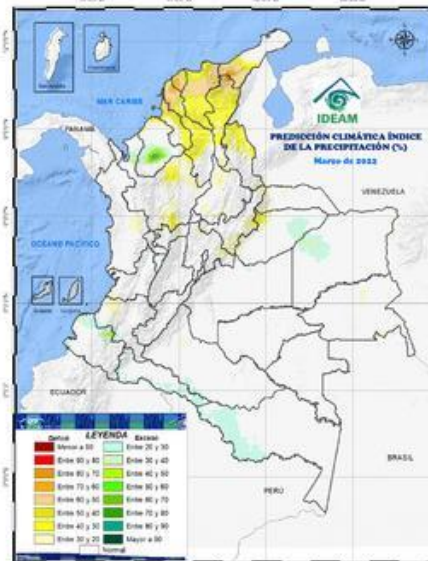 MAR CARIBE
PANAMÁ
IDEAM
PREDICCIÓN CLIMÁTICA ÍNDICE
DE LA PRECIPITACIÓN (%)
Marzo de 2022
VENEZUELA
OCÉANO PACÍFICO
ECUADOR
BRASIL
PERÚ
LEYENDA
Déficit Exceso
Menor a 90 Entre 20 y 30
Entre 90 y 80 Entre 30 y 40
Entre 80 y 70 Entre 40 y 50
Entre 70 y 60 Entre 50 y 60
Entre 60 y 50 Entre 60 y 70
Entre 50 y 40 Entre 70 y 80
Entre 40 y 30 Entre 80 y 90
Entre 30 y 20 Mayor a 90
Normal